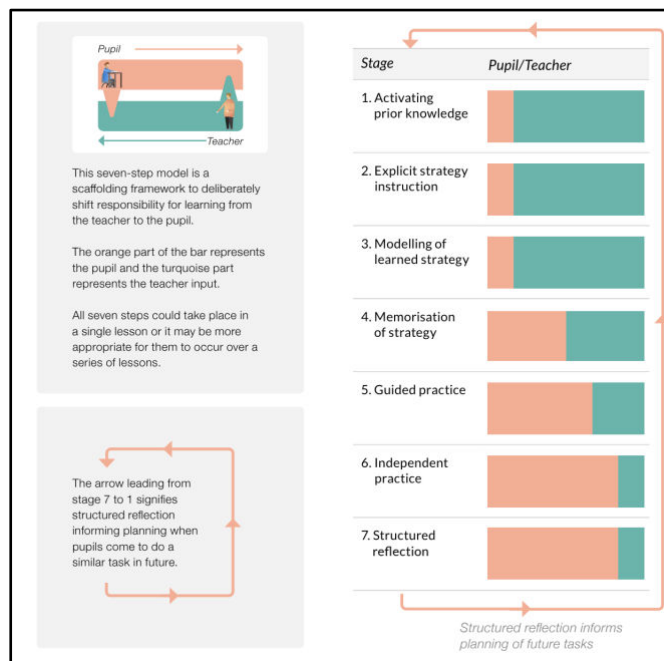 Pupil
Teacher
This seven-step model is a
scaffolding framework to deliberately
shift responsibility for learning from
the teacher to the pupil.
The orange part of the bar represents
the pupil and the turquoise part
represents the teacher input.
All seven steps could take place in
a single lesson or it may be more
appropriate for them to occur over a
series of lessons.
The arrow leading from
stage 7 to 1 signifies
structured reflection
informing planning when
pupils come to do a
similar task in future.
Stage Pupil/Teacher
1. Activating
prior knowledge
2. Explicit strategy
instruction
3. Modelling of
learned strategy
4. Memorisation
of strategy
5. Guided practice
6. Independent
practice
7. Structured
reflection
Structured reflection informs
planning of future tasks